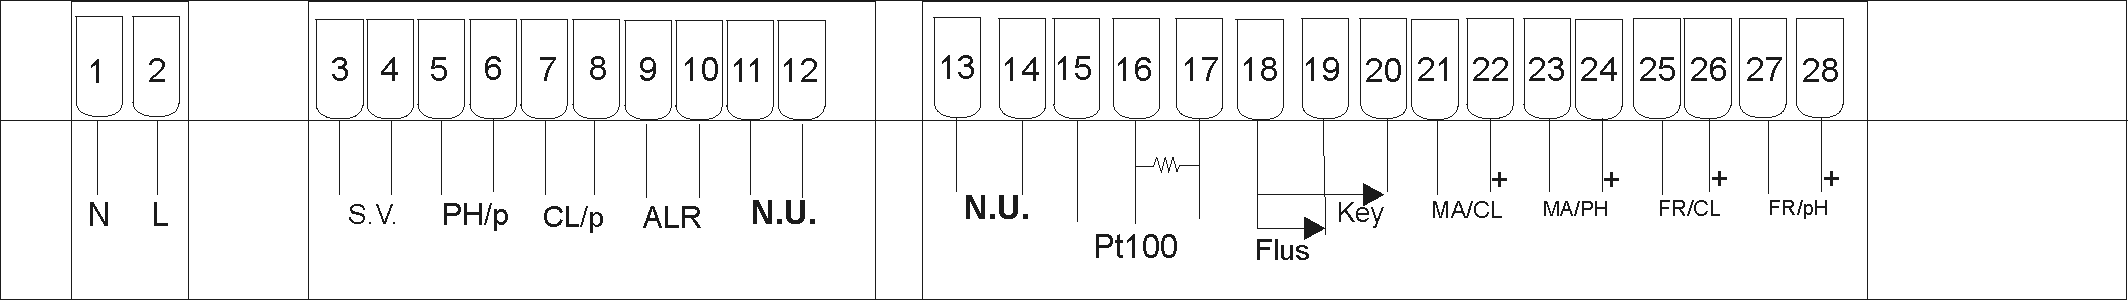 1 2 3 4 5 6 7 8 9 10 11 12 13 14 15 16 17 18 19 20 21 22 23 24 25 26 27 28
+ + + +
N L S.V. PH/p CL/p ALR N.U. N.U. Key MA/CL MA/PH FR/CL FR/pH
Pt100 Flus